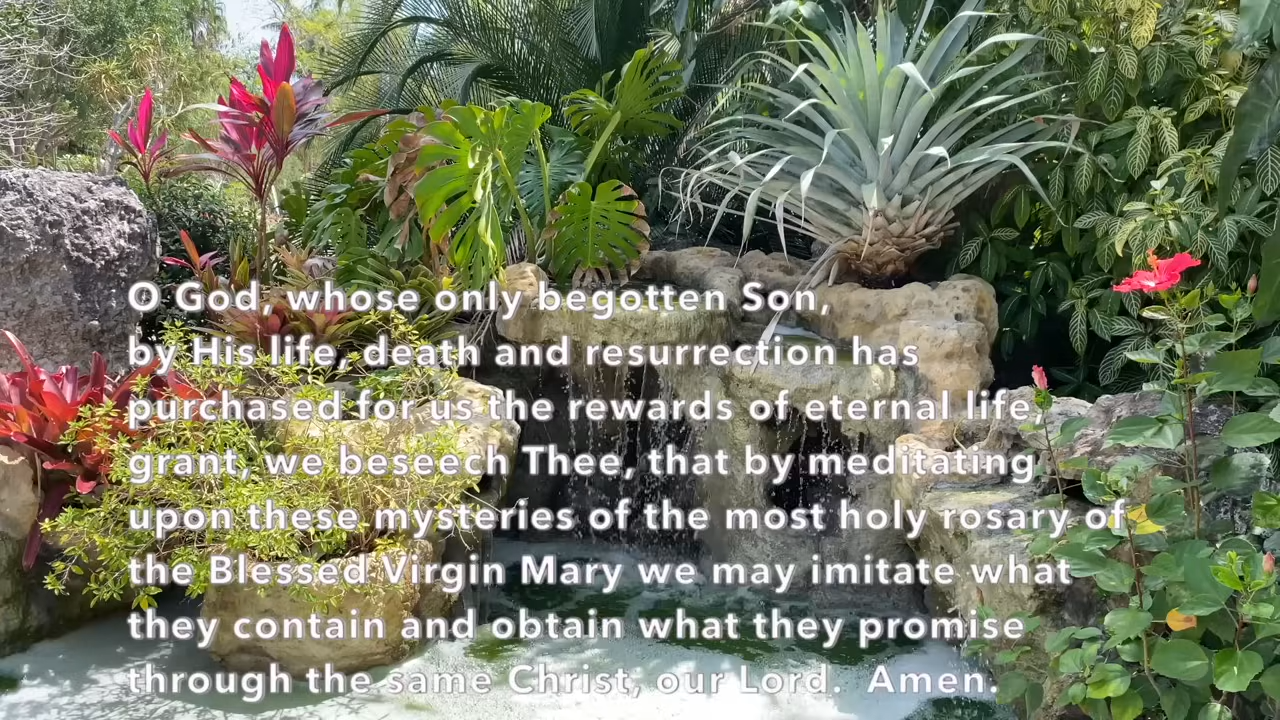 O God, whose only begotten Son,
by His life, death and resurrection has
purchased for us the rewards of eternal life,
grant, we beseech Thee, that by meditating
upon these mysteries of the most holy rosary of
the Blessed Virgin Mary we may imitate what
they contain and obtain what they promise
through the same Christ, our Lord.  Amen.